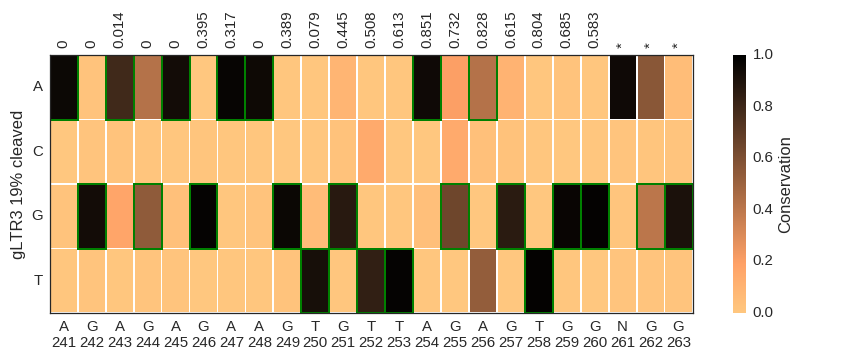 0 0 0.014 0 0 0.395 0.317 0 0.389 0.079 0.445 0.508 0.613 0.851 0.732 0.828 0.615 0.804 0.685 0.583 * * *
A
C
G
T
gLTR3 19% cleaved
A G A G A G A A G T G T T A G A G T G G N G G
241 242 243 244 245 246 247 248 249 250 251 252 253 254 255 256 257 258 259 260 261 262 263
1.0
0.8
0.6
0.4
0.2
0.0
Conservation